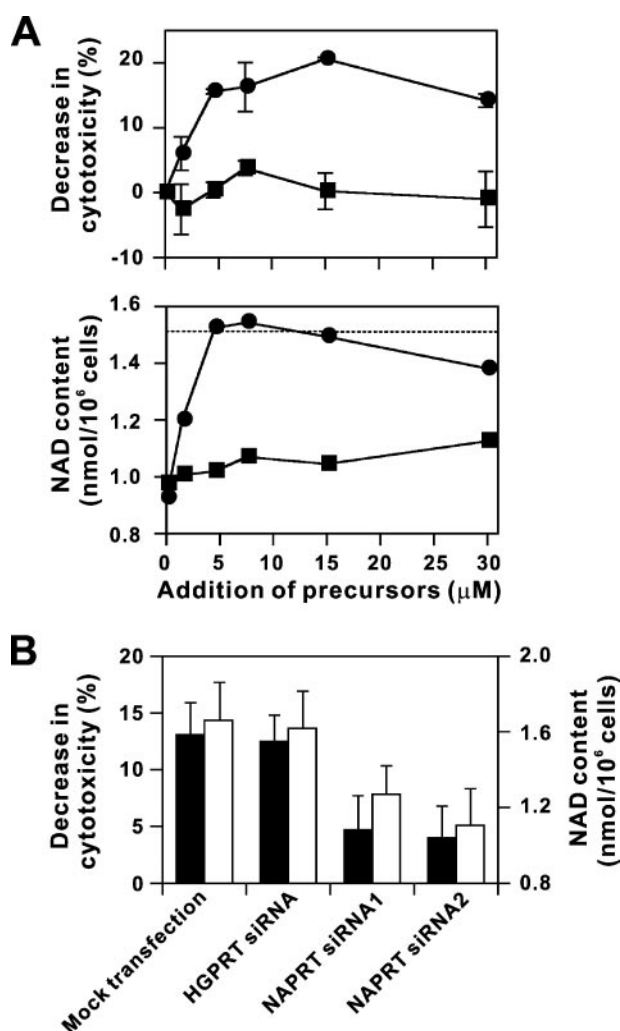 A
Decrease in
cytotoxicity (%)
20
10
0
-10
NAD content
(nmol/10⁶ cells)
1.6
1.4
1.2
1.0
0.8
0 5 10 15 20 25 30
Addition of precursors (μM)
B
Decrease in
cytotoxicity (%)
20
15
10
5
0
2.0
1.6
1.2
0.8
NAD content
(nmol/10⁶ cells)
Mock transfection
HGPRT siRNA
NAPRT siRNA1
NAPRT siRNA2